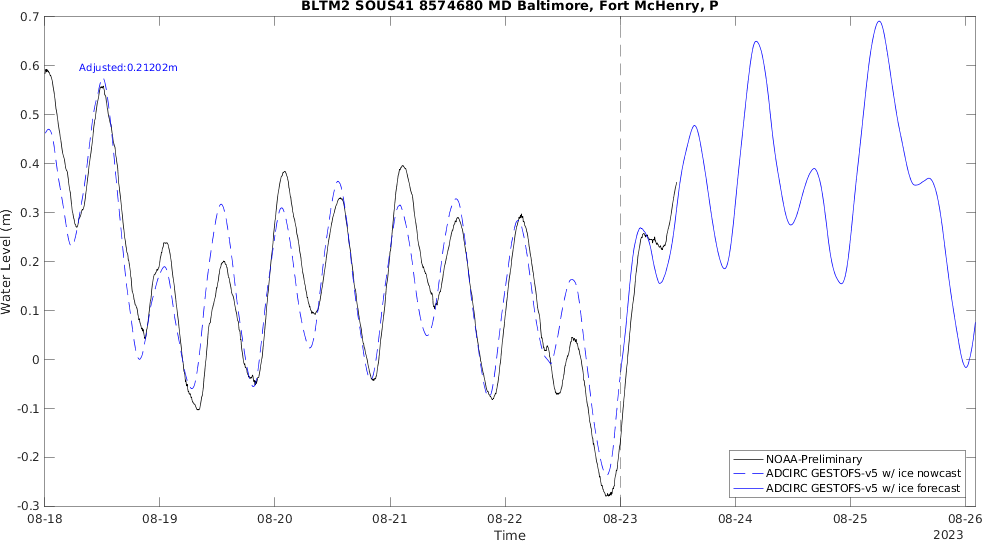 BLTM2 SOUS41 8574680 MD Baltimore, Fort McHenry, P
0.7
0.6
0.5
0.4
0.3
0.2
0.1
0
-0.1
-0.2
-0.3
Water Level (m)
Adjusted:0.21202m
NOAA-Preliminary
ADCIRC GESTOFS-v5 w/ ice nowcast
ADCIRC GESTOFS-v5 w/ ice forecast
08-18 08-19 08-20 08-21 08-22 08-23 08-24 08-25 08-26
Time
2023